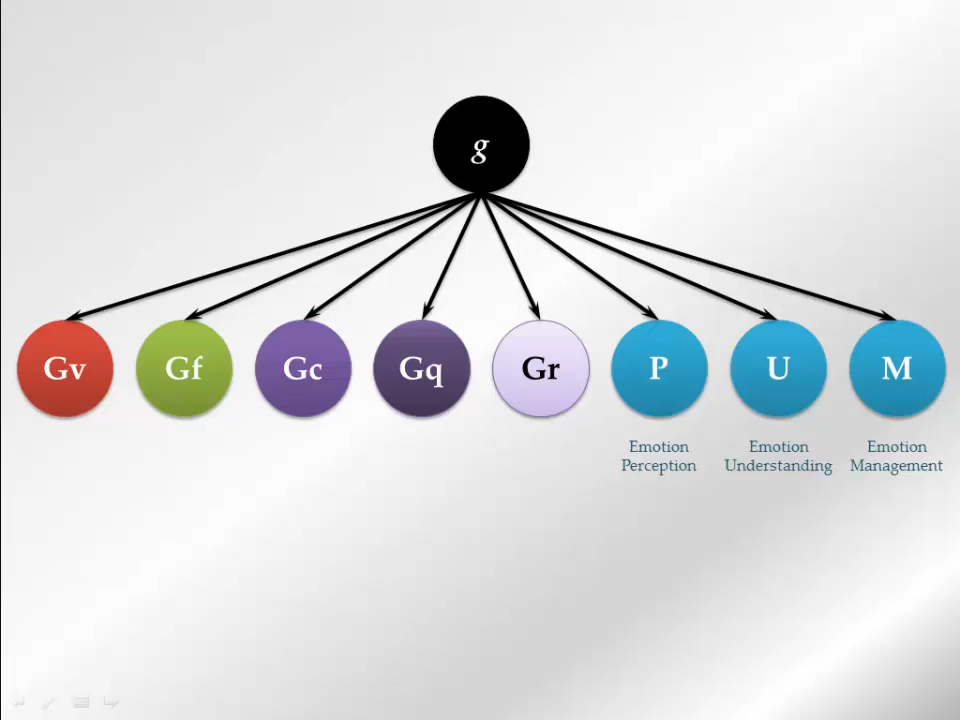 g
Gv Gf Gc Gq Gr P U M
Emotion Emotion Emotion
Perception Understanding Management